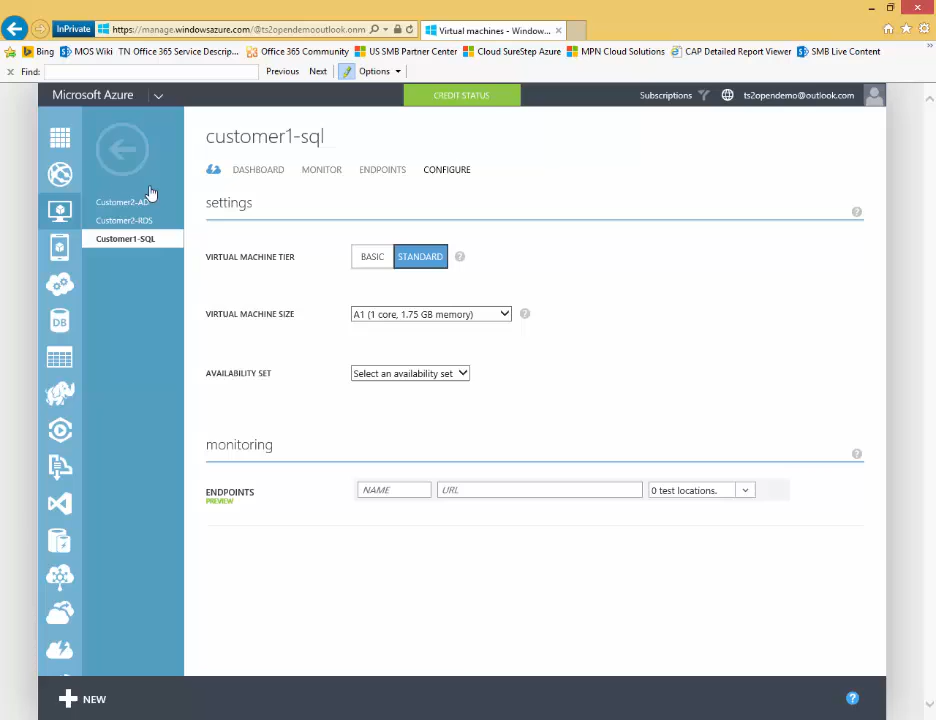 InPrivate https://manage.windowsazure.com/@ts2opendemooutlook.onm Virtual machines - Window...
Bing MOS Wiki TN Office 365 Service Descrip... Office 365 Community US SMB Partner Center Cloud SureStep Azure MPN Cloud Solutions CAP Detailed Report Viewer SMB Live Content
Find: Previous Next Options
Microsoft Azure CREDIT STATUS Subscriptions ts2opendemo@outlook.com
customer1-sql
DASHBOARD MONITOR ENDPOINTS CONFIGURE
Customer2-AD
Customer2-RDS
Customer1-SQL
settings
VIRTUAL MACHINE TIER BASIC STANDARD
VIRTUAL MACHINE SIZE A1 (1 core, 1.75 GB memory)
AVAILABILITY SET Select an availability set
monitoring
ENDPOINTS NAME URL 0 test locations.
PREVIEW
DB
NEW